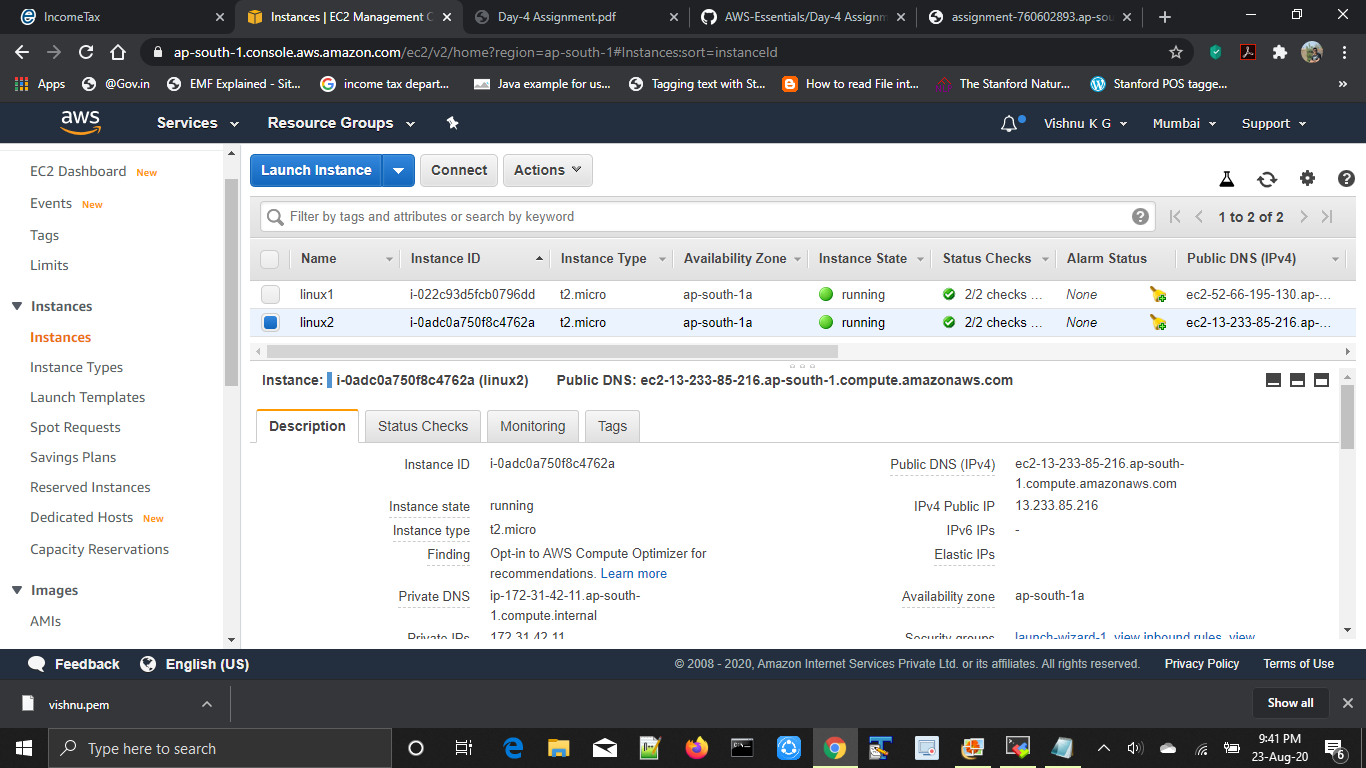 IncomeTax
Instances | EC2 Management C
Day-4 Assignment.pdf
AWS-Essentials/Day-4 Assignm
assignment-760602893.ap-sou
ap-south-1.console.aws.amazon.com/ec2/v2/home?region=ap-south-1#Instances:sort=instanceId
Apps
@Gov.in
EMF Explained - Sit...
income tax depart...
Java example for us...
Tagging text with St...
How to read File int...
The Stanford Natur...
Stanford POS tagge...
»
aws
Services
Resource Groups
Vishnu K G
Mumbai
Support
EC2 Dashboard New
Events New
Tags
Limits
Instances
Instances
Instance Types
Launch Templates
Spot Requests
Savings Plans
Reserved Instances
Dedicated Hosts New
Capacity Reservations
Images
AMIs
Launch Instance
Connect
Actions
Filter by tags and attributes or search by keyword
1 to 2 of 2
Name Instance ID Instance Type Availability Zone Instance State Status Checks Alarm Status Public DNS (IPv4)
linux1 i-022c93d5fcb0796dd t2.micro ap-south-1a running 2/2 checks ... None ec2-52-66-195-130.ap-...
linux2 i-0adc0a750f8c4762a t2.micro ap-south-1a running 2/2 checks ... None ec2-13-233-85-216.ap-...
Instance: i-0adc0a750f8c4762a (linux2) Public DNS: ec2-13-233-85-216.ap-south-1.compute.amazonaws.com
Description
Status Checks
Monitoring
Tags
Instance ID i-0adc0a750f8c4762a
Instance state running
Instance type t2.micro
Finding Opt-in to AWS Compute Optimizer for
recommendations. Learn more
Private DNS ip-172-31-42-11.ap-south-
1.compute.internal
Private IPs 172.31.42.11
Public DNS (IPv4) ec2-13-233-85-216.ap-south-
1.compute.amazonaws.com
IPv4 Public IP 13.233.85.216
IPv6 IPs -
Elastic IPs
Availability zone ap-south-1a
Security groups launch-wizard-1. view inbound rules. view
Feedback
English (US)
© 2008 - 2020, Amazon Internet Services Private Ltd. or its affiliates. All rights reserved.
Privacy Policy
Terms of Use
vishnu.pem
Show all
Type here to search
9:41 PM
23-Aug-20
6